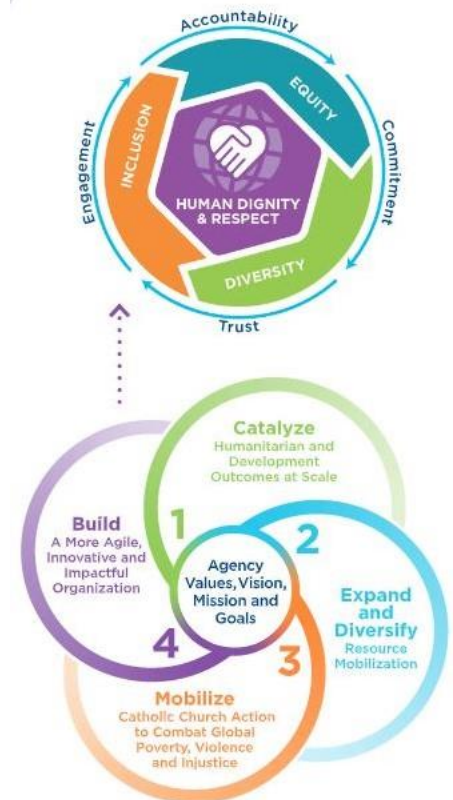 Accountability
EQUITY
Commitment
Engagement
INCLUSION
HUMAN DIGNITY
& RESPECT
DIVERSITY
Trust
Catalyze
Humanitarian and
Development
Outcomes at Scale
1
2
Build
A More Agile,
Innovative and
Impactful
Organization
Agency
Values, Vision,
Mission and
Goals
Expand
and
Diversify
Resource
Mobilization
4
3
Mobilize
Catholic Church Action
to Combat Global
Poverty, Violence
and Injustice